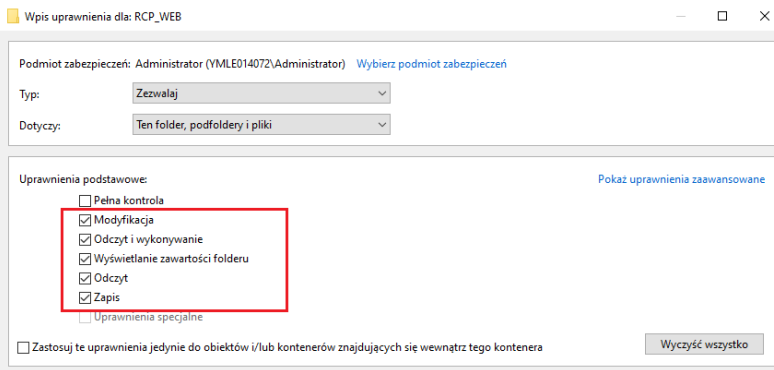 Wpis uprawnienia dla: RCP_WEB
Podmiot zabezpieczeń: Administrator (YMLE014072\Administrator) Wybierz podmiot zabezpieczeń
Typ: Zezwalaj
Dotyczy: Ten folder, podfoldery i pliki
Uprawnienia podstawowe: Pokaż uprawnienia zaawansowane
Pełna kontrola
Modyfikacja
Odczyt i wykonywanie
Wyświetlanie zawartości folderu
Odczyt
Zapis
Uprawnienia specjalne
Zastosuj te uprawnienia jedynie do obiektów i/lub kontenerów znajdujących się wewnątrz tego kontenera Wyczyść wszystko